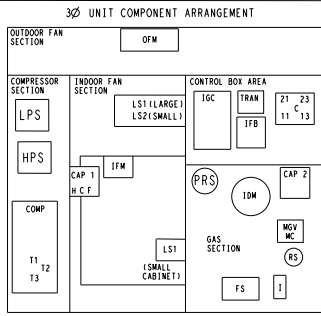 3Ø UNIT COMPONENT ARRANGEMENT
OUTDOOR FAN
SECTION
OFM
COMPRESSOR
SECTION
LPS
HPS
COMP
T1
T2
T3
INDOOR FAN
SECTION
LS1(LARGE)
LS2(SMALL)
IFM
CAP 1
H C F
LS1
(SMALL
CABINET)
CONTROL BOX AREA
IGC
TRAN
IFB
21 23
C
11 13
PRS
IDM
CAP 2
MGV
MC
GAS
SECTION
RS
FS
I